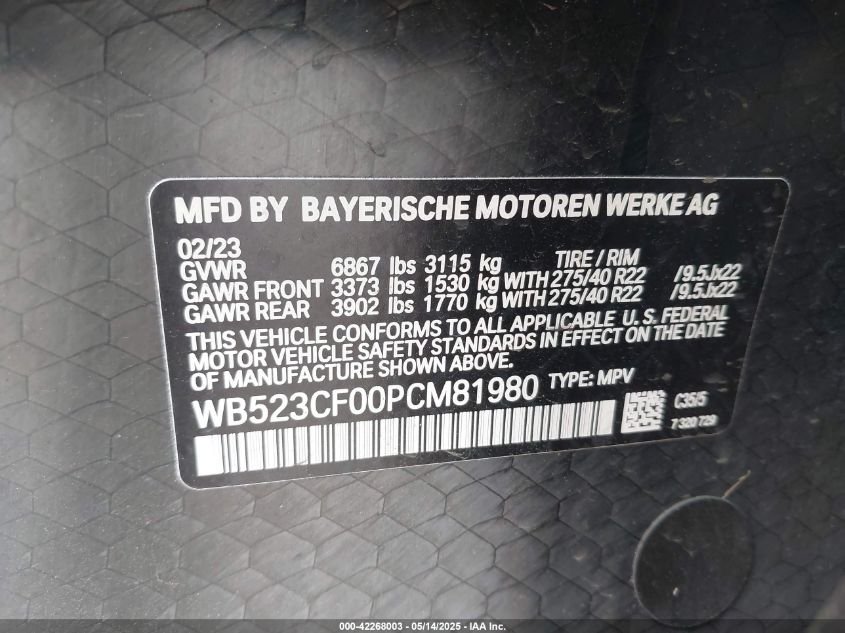 MFD BY BAYERISCHE MOTOREN WERKE AG
02/23 TIRE / RIM
GVWR 6867 lbs 3115 kg
GAWR FRONT 3373 lbs 1530 kg WITH 275/40 R22 /9.5Jx22
GAWR REAR 3902 lbs 1770 kg WITH 275/40 R22 /9.5Jx22
THIS VEHICLE CONFORMS TO ALL APPLICABLE U.S. FEDERAL
MOTOR VEHICLE SAFETY STANDARDS IN EFFECT ON THE DATE
OF MANUFACTURE SHOWN ABOVE.
WB523CF00PCM81980 TYPE: MPV
C35/5
7 320 729
000-42268003 — 05/14/2025 — IAA Inc.